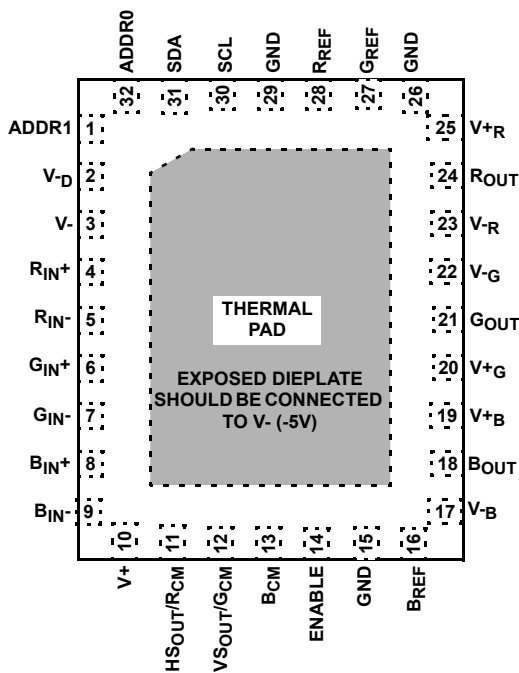 ADDR0
SDA
SCL
GND
RREF
GREF
GND
32
31
30
29
28
27
26
ADDR1 1
V-D 2
V- 3
RIN+ 4
RIN- 5
GIN+ 6
GIN- 7
BIN+ 8
BIN- 9
THERMAL
PAD
EXPOSED DIEPLATE
SHOULD BE CONNECTED
TO V- (-5V)
25 V+R
24 ROUT
23 V-R
22 V-G
21 GOUT
20 V+G
19 V+B
18 BOUT
17 V-B
10
11
12
13
14
15
16
V+
HSOUT/RCM
VSOUT/GCM
BCM
ENABLE
GND
BREF